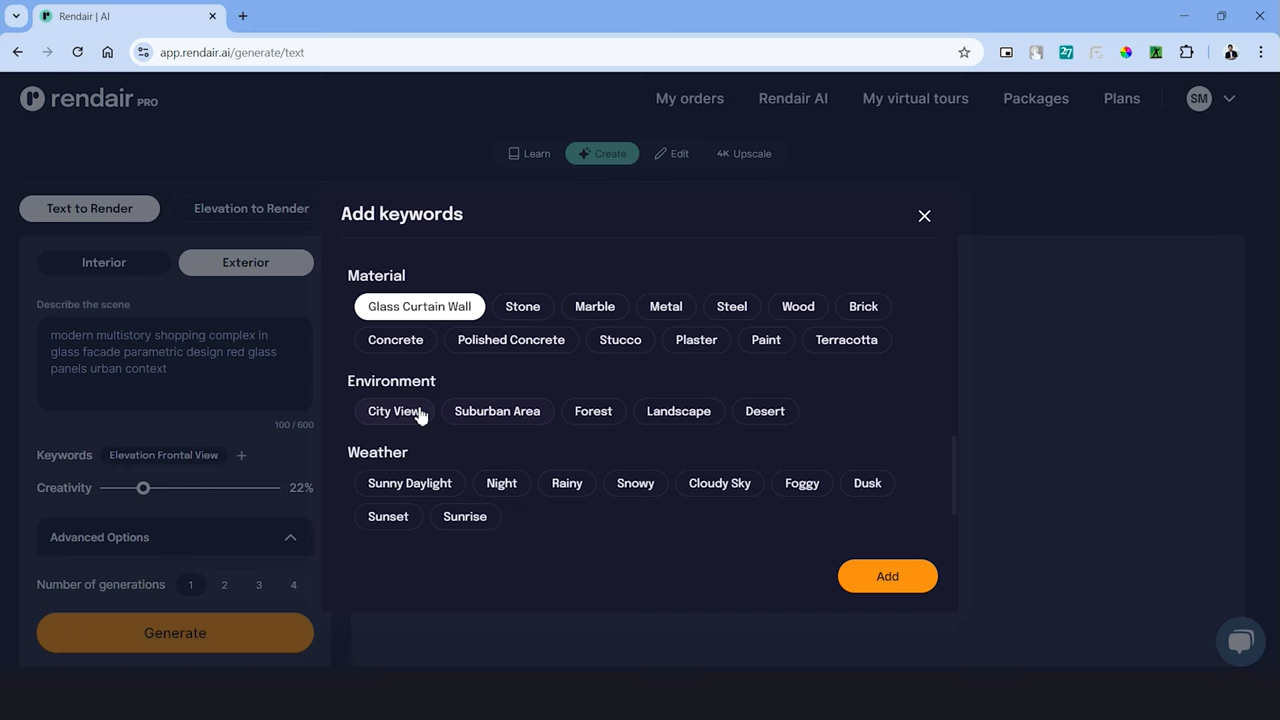 Rendair | AI
app.rendair.ai/generate/text
27
rendair PRO
My orders
Rendair AI
My virtual tours
Packages
Plans
SM
Learn
Create
Edit
4K Upscale
Text to Render
Elevation to Render
Interior
Exterior
Describe the scene
modern multistory shopping complex in
glass facade parametric design red glass
panels urban context
100 / 600
Keywords
Elevation Frontal View
+
Creativity
22%
Advanced Options
Number of generations
1
2
3
4
Generate
Add keywords
Material
Glass Curtain Wall
Stone
Marble
Metal
Steel
Wood
Brick
Concrete
Polished Concrete
Stucco
Plaster
Paint
Terracotta
Environment
City View
Suburban Area
Forest
Landscape
Desert
Weather
Sunny Daylight
Night
Rainy
Snowy
Cloudy Sky
Foggy
Dusk
Sunset
Sunrise
Add